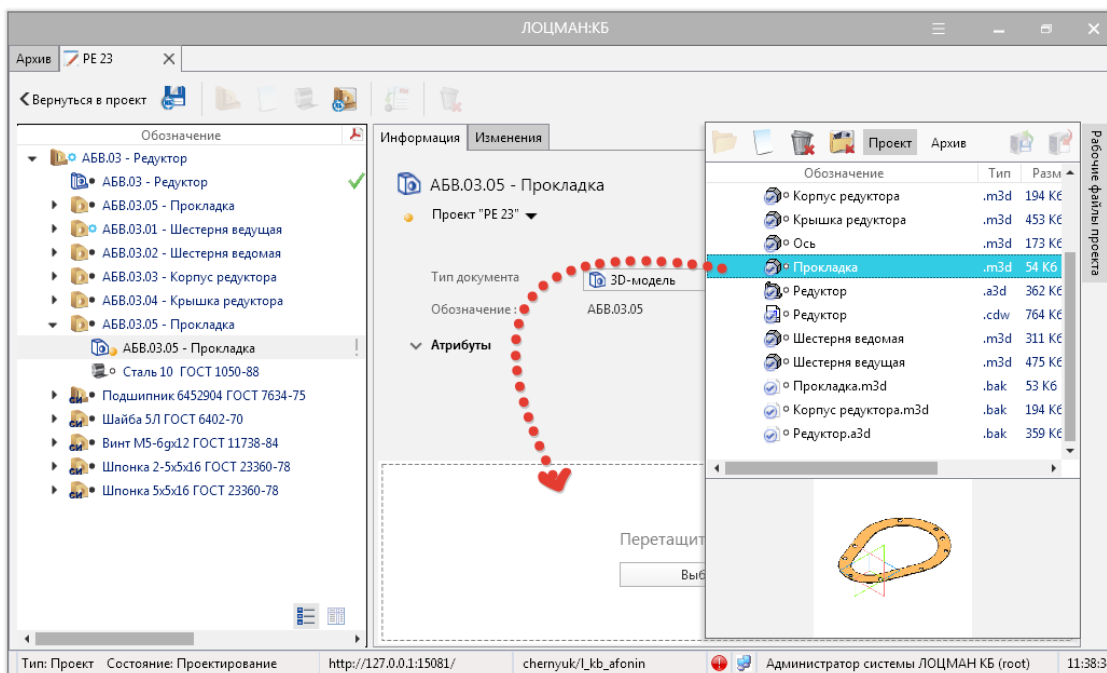 ЛОЦМАН:КБ
Архив PE 23
Вернуться в проект
Обозначение
АБВ.03 - Редуктор
АБВ.03 - Редуктор
АБВ.03.05 - Прокладка
АБВ.03.01 - Шестерня ведущая
АБВ.03.02 - Шестерня ведомая
АБВ.03.03 - Корпус редуктора
АБВ.03.04 - Крышка редуктора
АБВ.03.05 - Прокладка
АБВ.03.05 - Прокладка
Сталь 10 ГОСТ 1050-88
Подшипник 6452904 ГОСТ 7634-75
Шайба 5Л ГОСТ 6402-70
Винт М5-6gx12 ГОСТ 11738-84
Шпонка 2-5x5x16 ГОСТ 23360-78
Шпонка 5x5x16 ГОСТ 23360-78
Информация Изменения
АБВ.03.05 - Прокладка
Проект "PE 23"
Тип документа 3D-модель
Обозначение: АБВ.03.05
Атрибуты
Перетащит
Выб
Проект Архив
Обозначение Тип Разм
Корпус редуктора .m3d 194 Кб
Крышка редуктора .m3d 453 Кб
Ось .m3d 173 Кб
Прокладка .m3d 54 Кб
Редуктор .a3d 362 Кб
Редуктор .cdw 764 Кб
Шестерня ведомая .m3d 311 Кб
Шестерня ведущая .m3d 475 Кб
Прокладка.m3d .bak 53 Кб
Корпус редуктора.m3d .bak 194 Кб
Редуктор.a3d .bak 359 Кб
Рабочие файлы проекта
Тип: Проект Состояние: Проектирование http://127.0.0.1:15081/ chernyuk/l_kb_afonin Администратор системы ЛОЦМАН КБ (root) 11:38:3